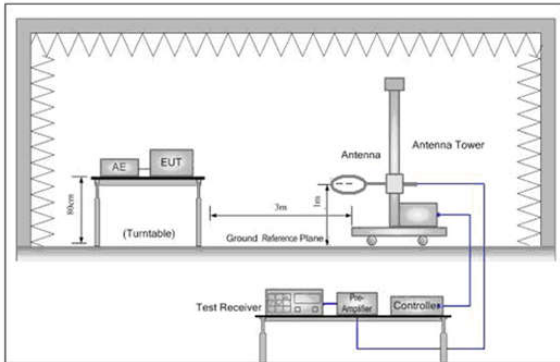 AE
EUT
80cm
(Turntable)
3m
1m
Antenna
Antenna Tower
Ground Reference Plane
Test Receiver
Pre-
Amplifier
Controller